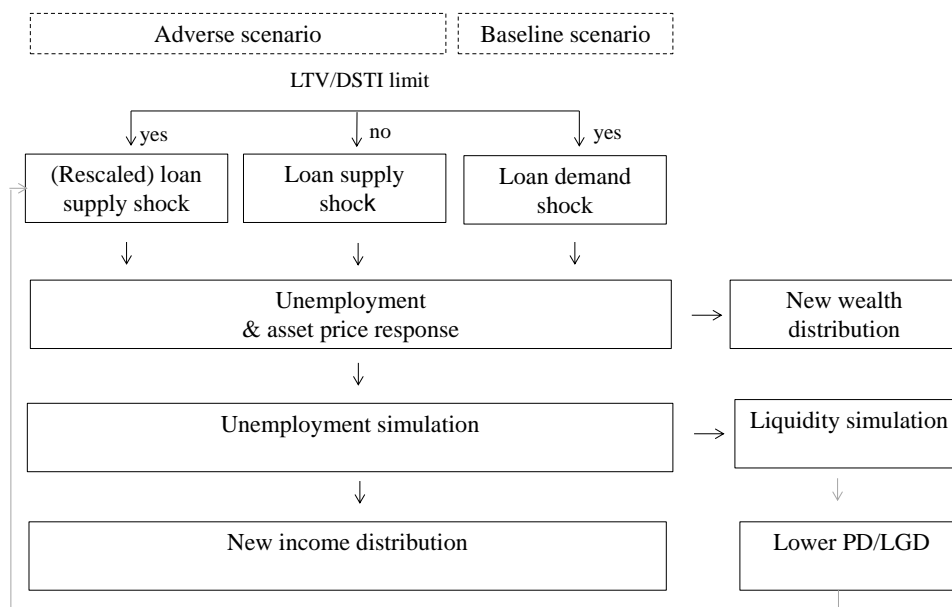 Adverse scenario
Baseline scenario
LTV/DSTI limit
yes
no
yes
(Rescaled) loan
supply shock
Loan supply
shock
Loan demand
shock
Unemployment
& asset price response
New wealth
distribution
Unemployment simulation
Liquidity simulation
New income distribution
Lower PD/LGD